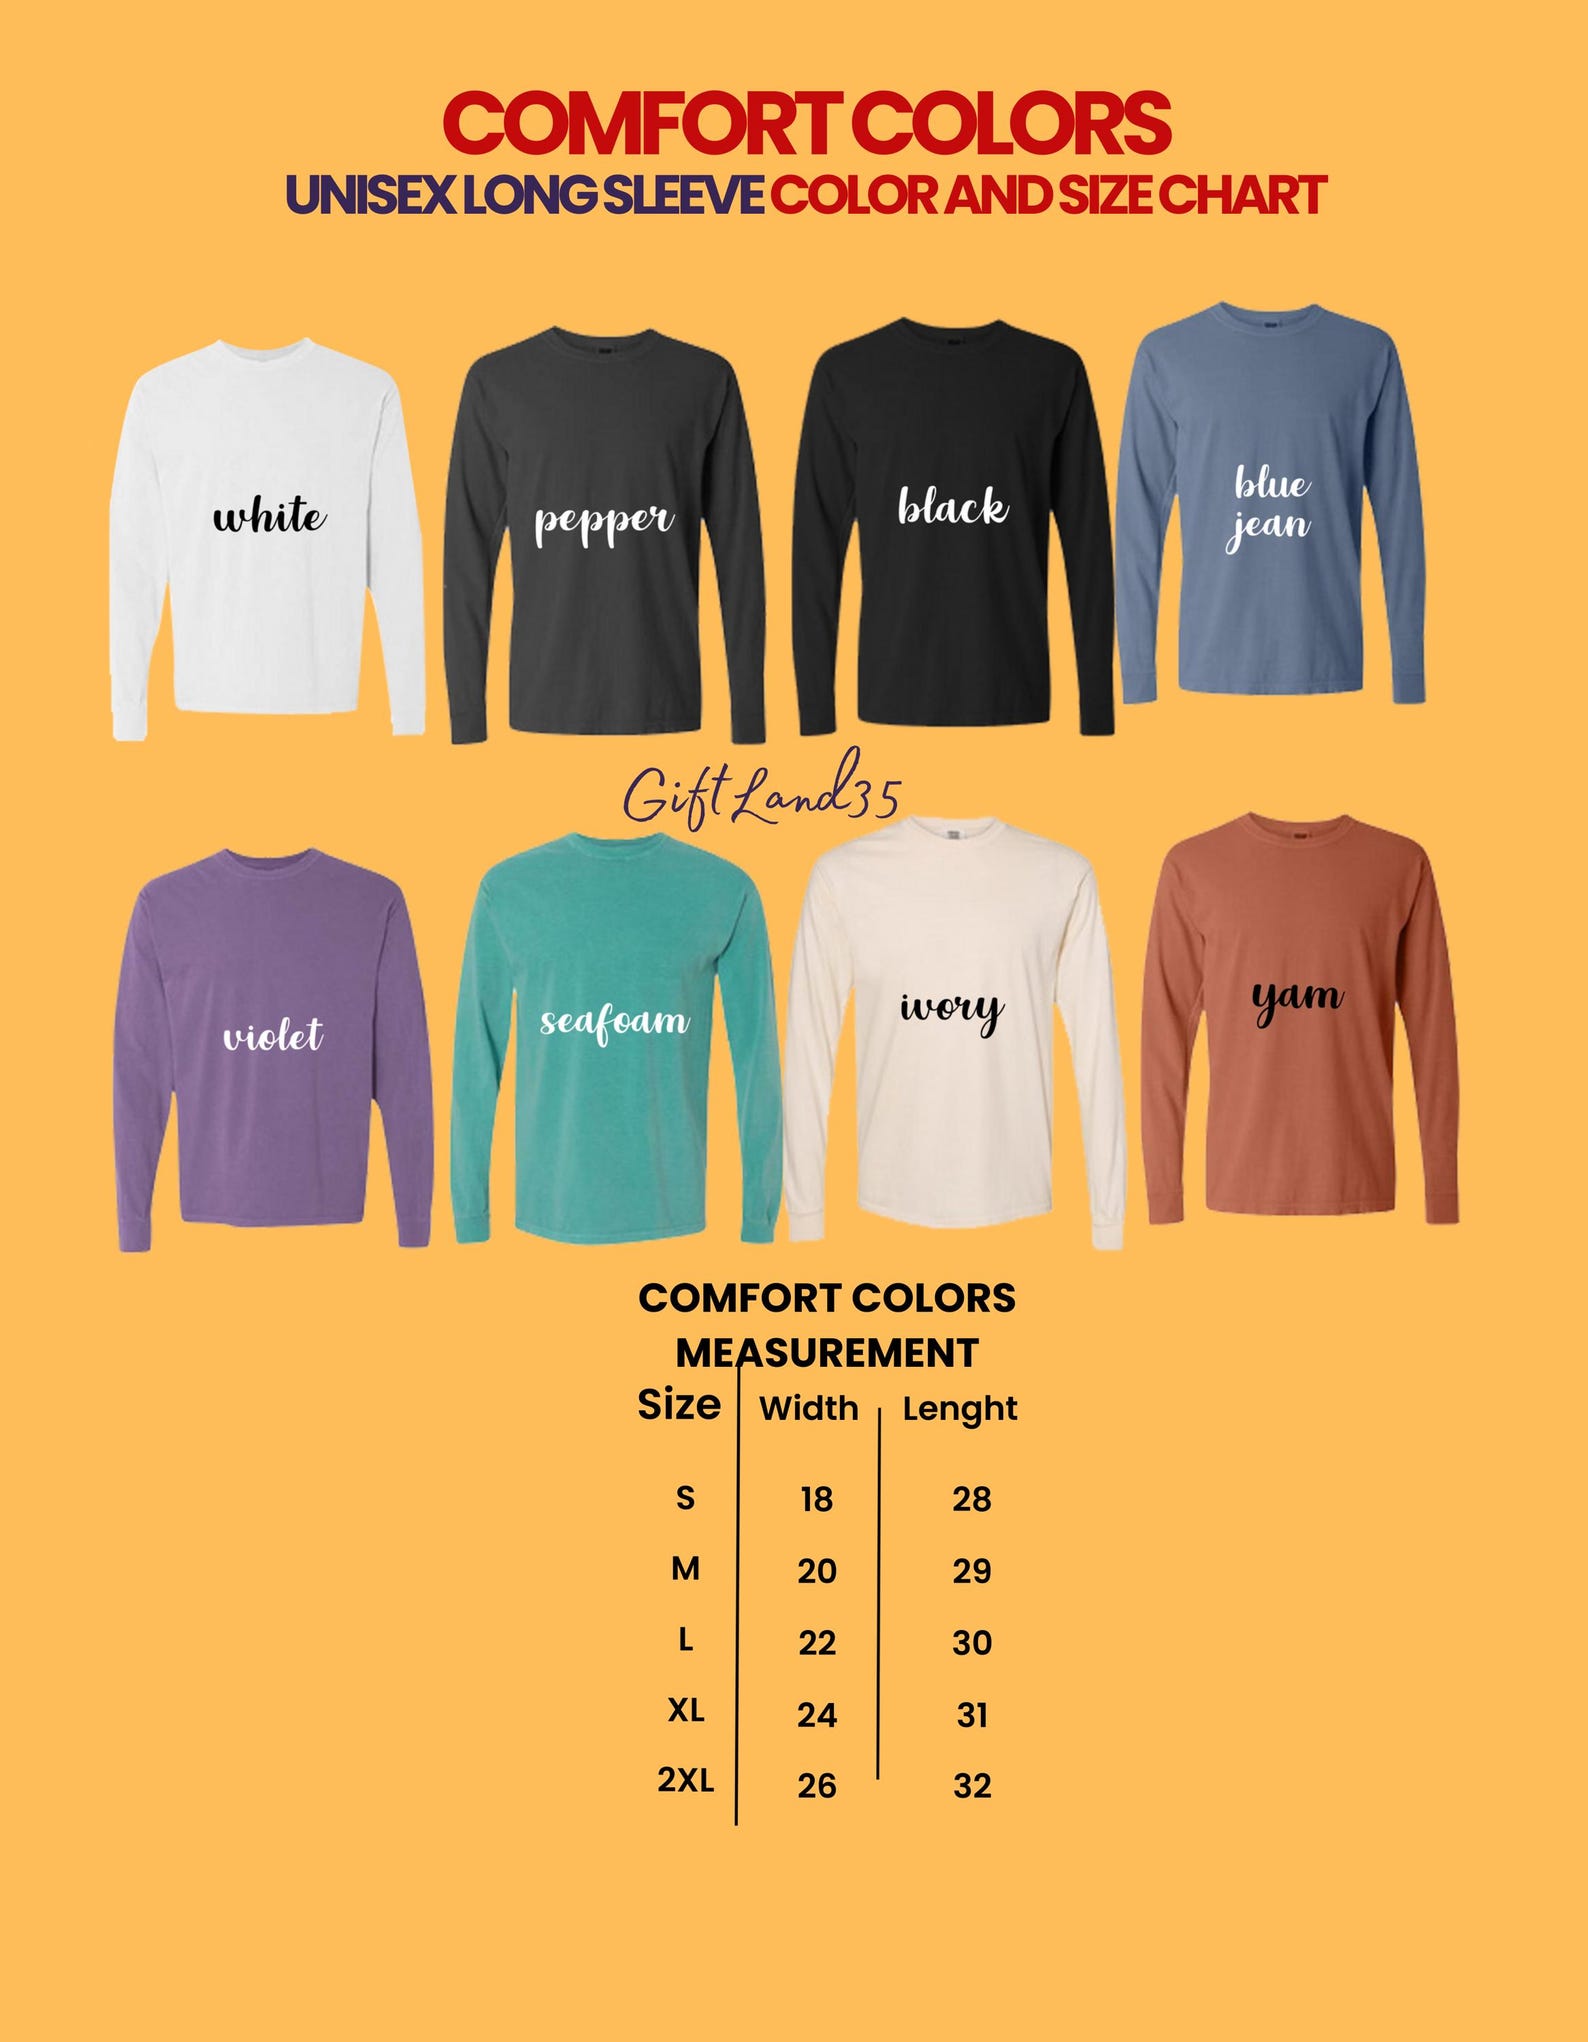 COMFORT COLORS
UNISEX LONG SLEEVE COLOR AND SIZE CHART
white
pepper
black
blue
jean
GiftLand35
violet
seafoam
ivory
yam
COMFORT COLORS
MEASUREMENT
Size Width Lenght
S 18 28
M 20 29
L 22 30
XL 24 31
2XL 26 32